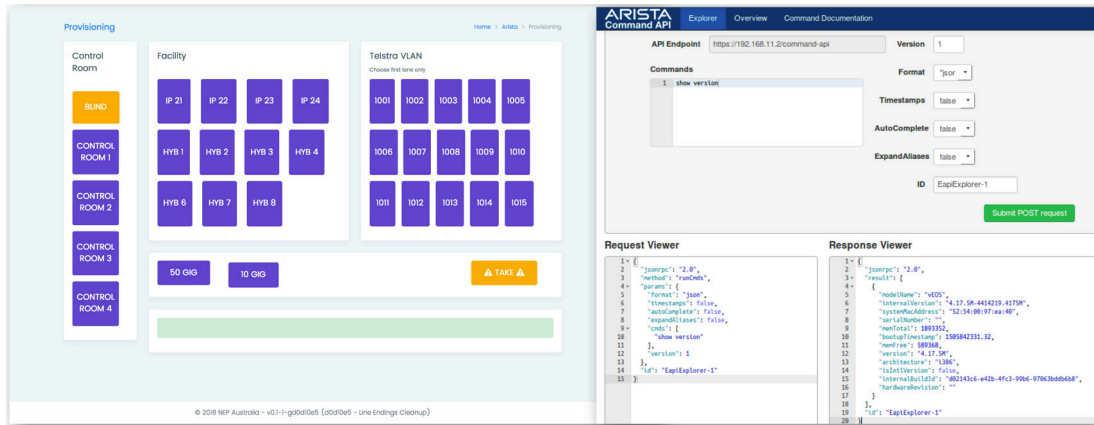 Provisioning
Home > Arista > Provisioning
Control
Room
BLIND
CONTROL
ROOM 1
CONTROL
ROOM 2
CONTROL
ROOM 3
CONTROL
ROOM 4
Facility
IP 21 IP 22 IP 23 IP 24
HYB 1 HYB 2 HYB 3 HYB 4
HYB 6 HYB 7 HYB 8
Telstra VLAN
Choose first lane only
1001 1002 1003 1004 1005
1006 1007 1008 1009 1010
1011 1012 1013 1014 1015
50 GIG 10 GIG TAKE
© 2018 NEP Australia - v0.1-1-gd0d10e5 (d0d10e5 - Line Endings Cleanup)
ARISTA
Command API
Explorer Overview Command Documentation
API Endpoint https://192.168.11.2/command-api Version 1
Commands
1 show version
Format "jsor
Timestamps false
AutoComplete false
ExpandAliases false
ID EapiExplorer-1
Submit POST request
Request Viewer
1 {
2 "jsonrpc": "2.0",
3 "method": "runCmds",
4 "params": {
5 "format": "json",
6 "timestamps": false,
7 "autoComplete": false,
8 "expandAliases": false,
9 "cmds": [
10 "show version"
11 ],
12 "version": 1
13 },
14 "id": "EapiExplorer-1"
15 }
Response Viewer
1 {
2 "jsonrpc": "2.0",
3 "result": [
4 {
5 "modelName": "vEOS",
6 "internalVersion": "4.17.5M-4414219.4175M",
7 "systemMacAddress": "52:54:00:97:ea:40",
8 "serialNumber": "",
9 "memTotal": 1893352,
10 "bootupTimestamp": 1505842331.32,
11 "memFree": 589368,
12 "version": "4.17.5M",
13 "architecture": "i386",
14 "isIntlVersion": false,
15 "internalBuildId": "d02143c6-e42b-4fc3-99b6-97063bddb6b8",
16 "hardwareRevision": ""
17 }
18 ],
19 "id": "EapiExplorer-1"
20 }